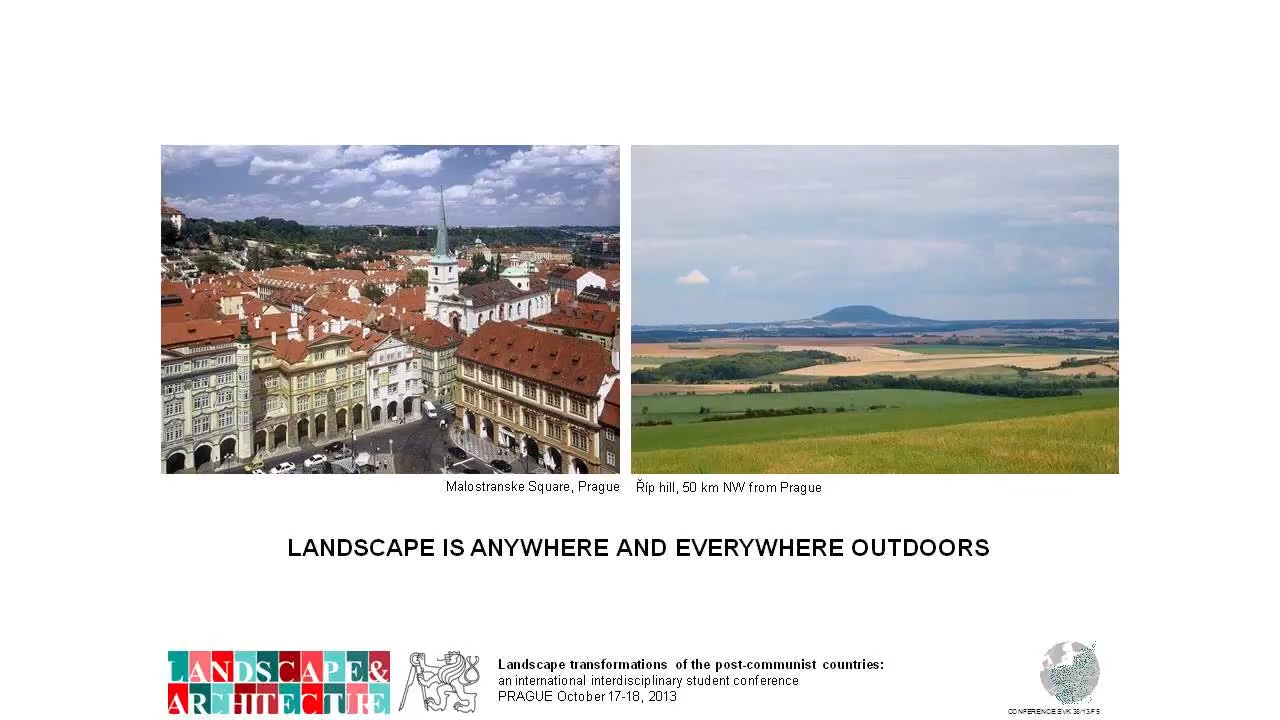 Malostranske Square, Prague
Říp hill, 50 km NW from Prague
LANDSCAPE IS ANYWHERE AND EVERYWHERE OUTDOORS
LANDSCAPE &
ARCHITECTURE
Landscape transformations of the post-communist countries:
an international interdisciplinary student conference
PRAGUE October 17-18, 2013